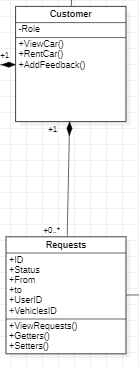 Customer
-Role
+1
+ViewCar()
+RentCar()
+AddFeedback()
+1
+0..*
Requests
+ID
+Status
+From
+to
+UserID
+VehiclesID
+ViewRequests()
+Getters()
+Setters()